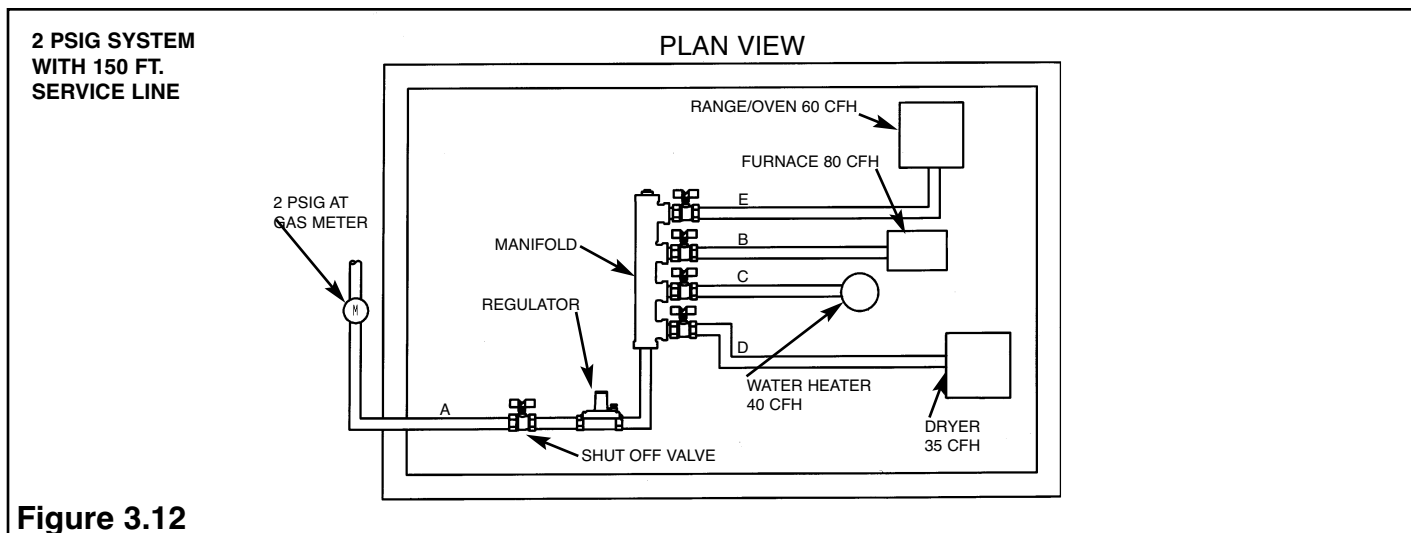 2 PSIG SYSTEM
WITH 150 FT.
SERVICE LINE
PLAN VIEW
RANGE/OVEN 60 CFH
FURNACE 80 CFH
2 PSIG AT
GAS METER
E
MANIFOLD
B
C
REGULATOR
M
D
WATER HEATER
40 CFH
A
DRYER
35 CFH
SHUT OFF VALVE
Figure 3.12